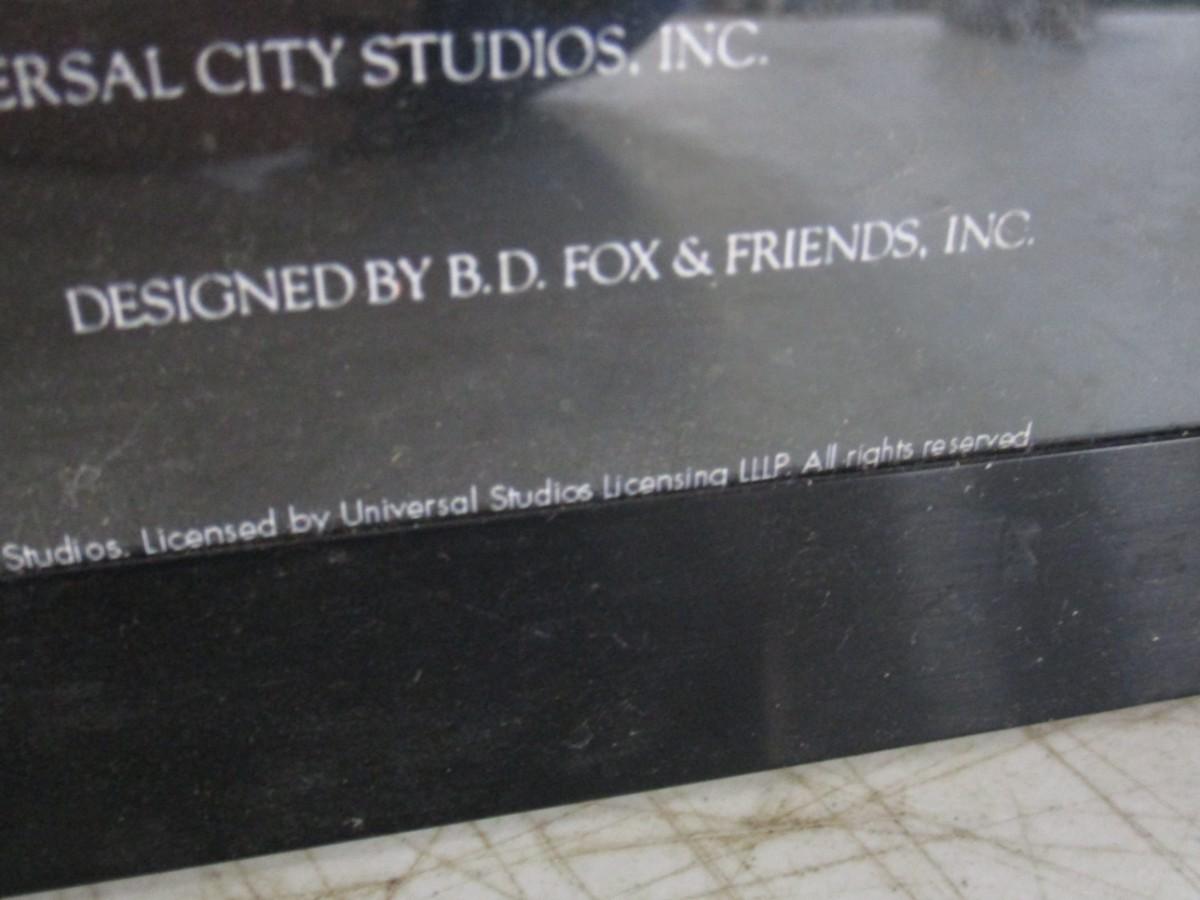 ERSAL CITY STUDIOS, INC.
DESIGNED BY B.D. FOX & FRIENDS, INC.
Studios. Licensed by Universal Studios Licensing LLLP. All rights reserved